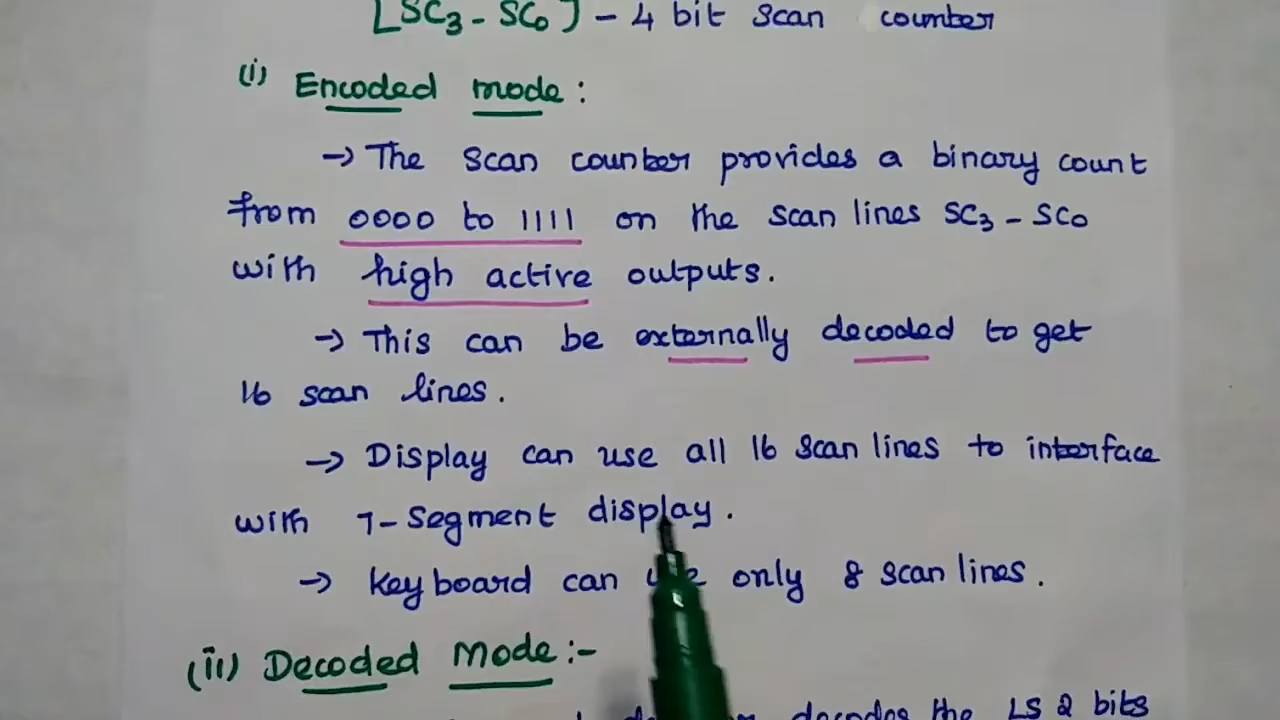 [SC3 - SC0] - 4 bit scan counter
(i) Encoded mode :
→ The scan counter provides a binary count
from 0000 to 1111 on the scan lines SC3 - SC0
with high active outputs.
→ This can be externally decoded to get
16 scan lines.
→ Display can use all 16 scan lines to interface
with 7-segment display.
→ keyboard can only 8 scan lines.
(ii) Decoded Mode :-
decodes the LS 2 bits